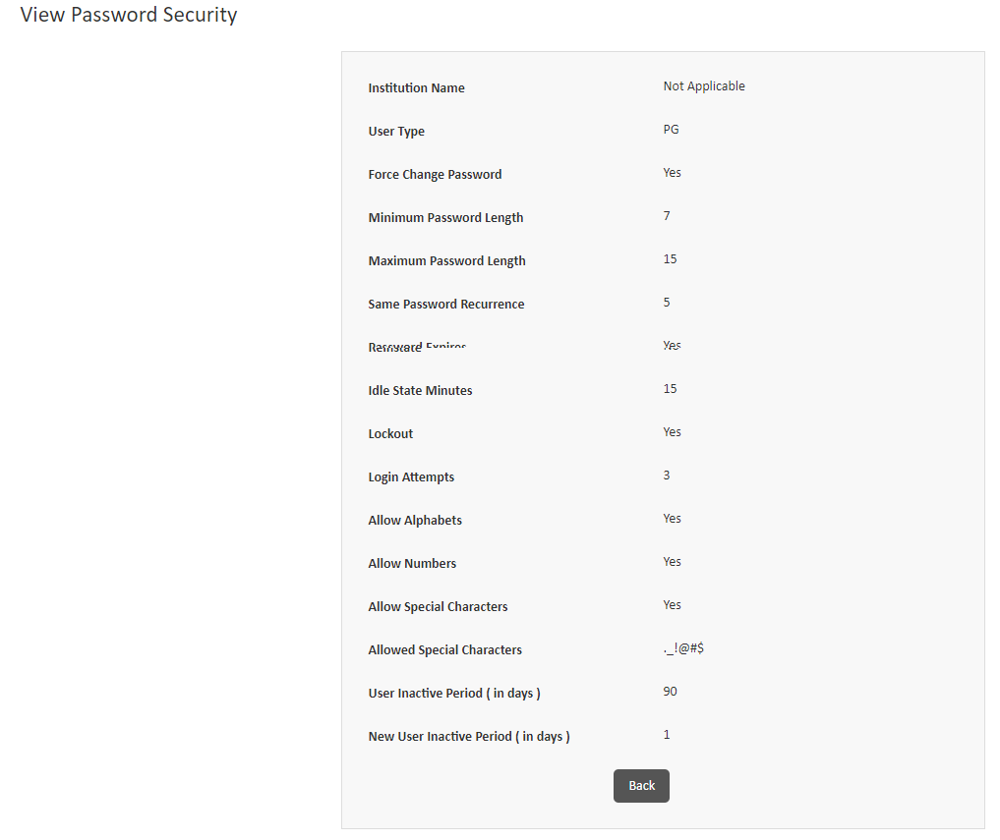 View Password Security
Institution Name Not Applicable
User Type PG
Force Change Password Yes
Minimum Password Length 7
Maximum Password Length 15
Same Password Recurrence 5
Expires Yes
Idle State Minutes 15
Lockout Yes
Login Attempts 3
Allow Alphabets Yes
Allow Numbers Yes
Allow Special Characters Yes
Allowed Special Characters ._!@#$
User Inactive Period ( in days ) 90
New User Inactive Period ( in days ) 1
Back